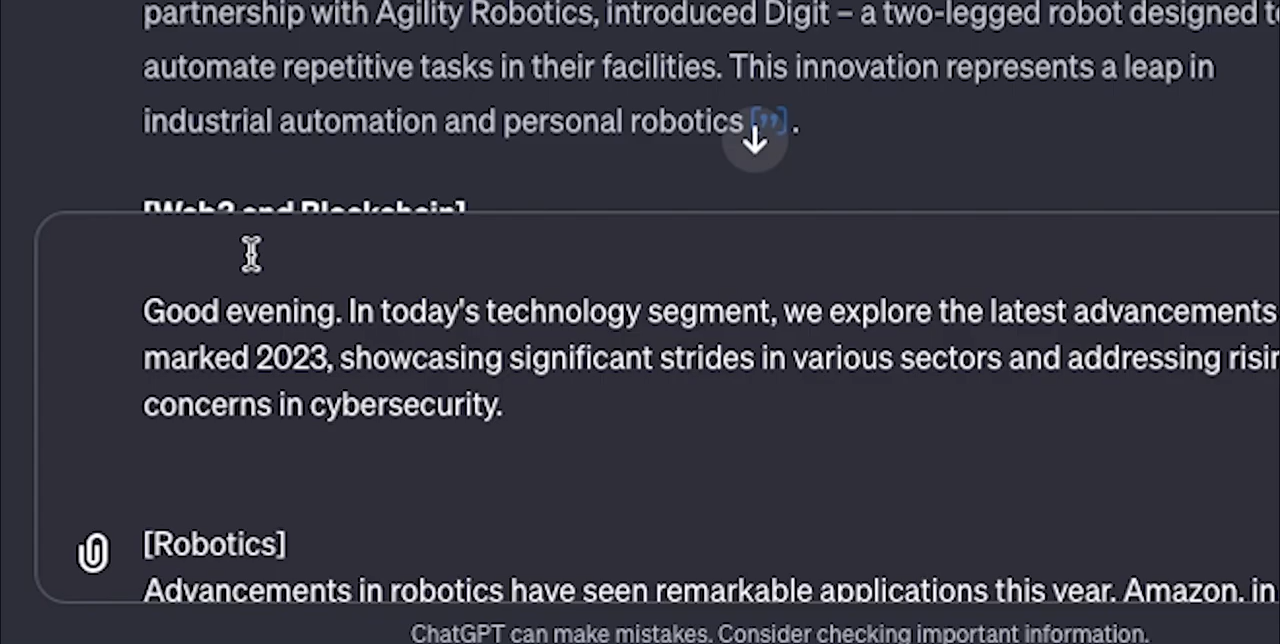 partnership with Agility Robotics, introduced Digit – a two-legged robot designed
automate repetitive tasks in their facilities. This innovation represents a leap in
industrial automation and personal robotics ["] .
[Web3 and Blockchain]
Good evening. In today's technology segment, we explore the latest advancements
marked 2023, showcasing significant strides in various sectors and addressing
concerns in cybersecurity.
[Robotics]
Advancements in robotics have seen remarkable applications this year. Amazon, in
ChatGPT can make mistakes. Consider checking important information.